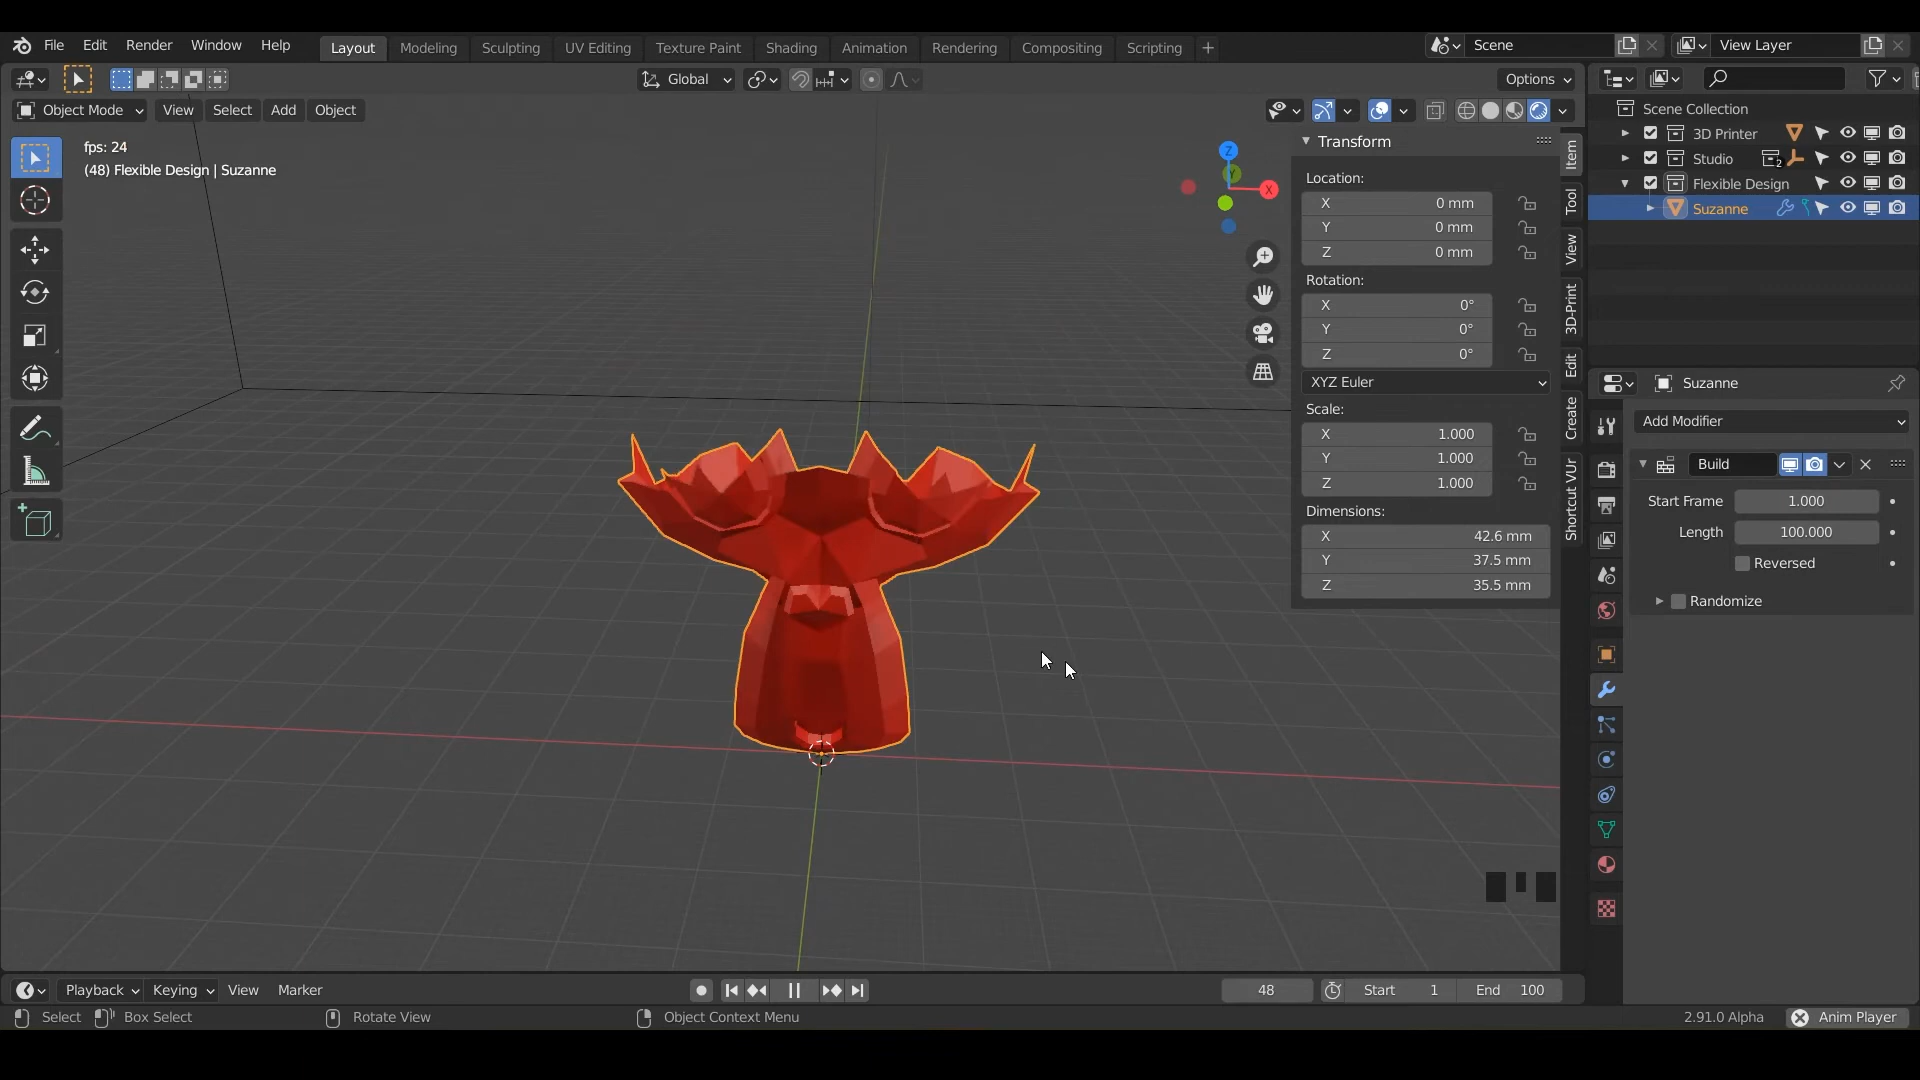 File Edit Render Window Help Layout Modeling Sculpting UV Editing Texture Paint Shading Animation Rendering Compositing Scripting + Scene View Layer
Global Options
Object Mode View Select Add Object
fps: 24
(48) Flexible Design | Suzanne
Z
Y
X
Transform
Location:
X 0 mm
Y 0 mm
Z 0 mm
Rotation:
X 0°
Y 0°
Z 0°
XYZ Euler
Scale:
X 1.000
Y 1.000
Z 1.000
Dimensions:
X 42.6 mm
Y 37.5 mm
Z 35.5 mm
Item
Tool
View
3D-Print
Edit
Create
Shortcut VUr
Scene Collection
3D Printer
Studio 2
Flexible Design
Suzanne
Suzanne
Add Modifier
Build
Start Frame 1.000
Length 100.000
Reversed
Randomize
Playback Keying View Marker 48 Start 1 End 100
Select Box Select Rotate View Object Context Menu 2.91.0 Alpha Anim Player